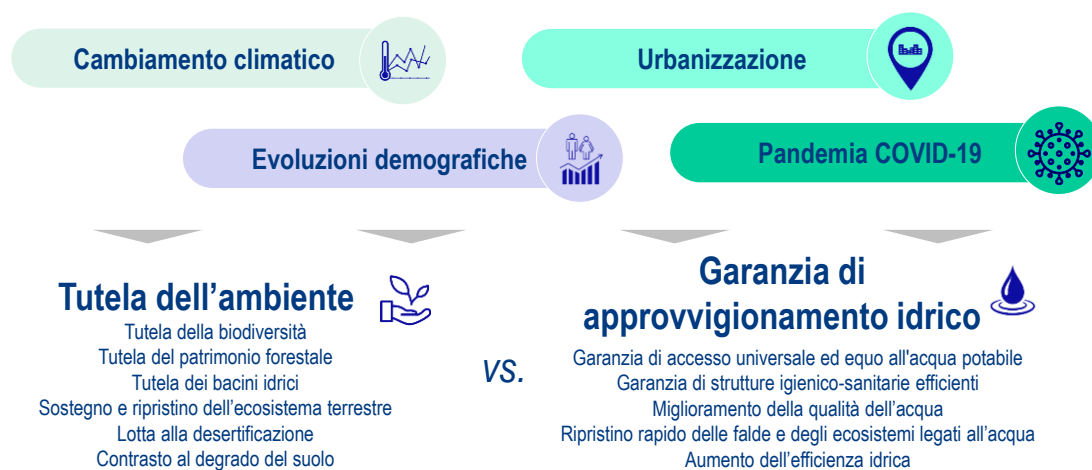 Cambiamento climatico
Urbanizzazione
Evoluzioni demografiche
Pandemia COVID-19
Tutela dell’ambiente
Tutela della biodiversità
Tutela del patrimonio forestale
Tutela dei bacini idrici
Sostegno e ripristino dell’ecosistema terrestre
Lotta alla desertificazione
Contrasto al degrado del suolo
vs.
Garanzia di
approvvigionamento idrico
Garanzia di accesso universale ed equo all'acqua potabile
Garanzia di strutture igienico-sanitarie efficienti
Miglioramento della qualità dell’acqua
Ripristino rapido delle falde e degli ecosistemi legati all’acqua
Aumento dell’efficienza idrica